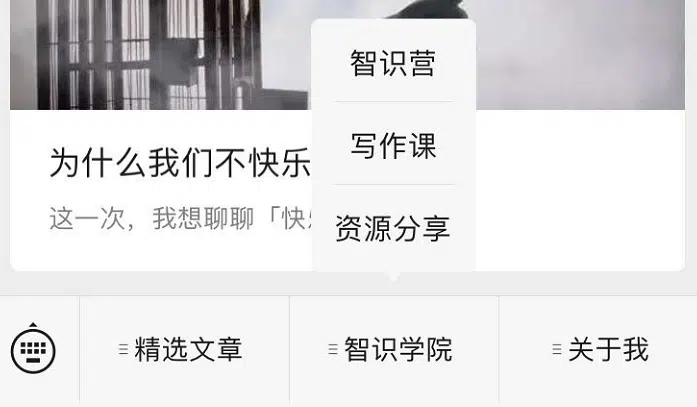 智识营
写作课
为什么我们不快乐
资源分享
这一次，我想聊聊「快
精选文章
智识学院
关于我